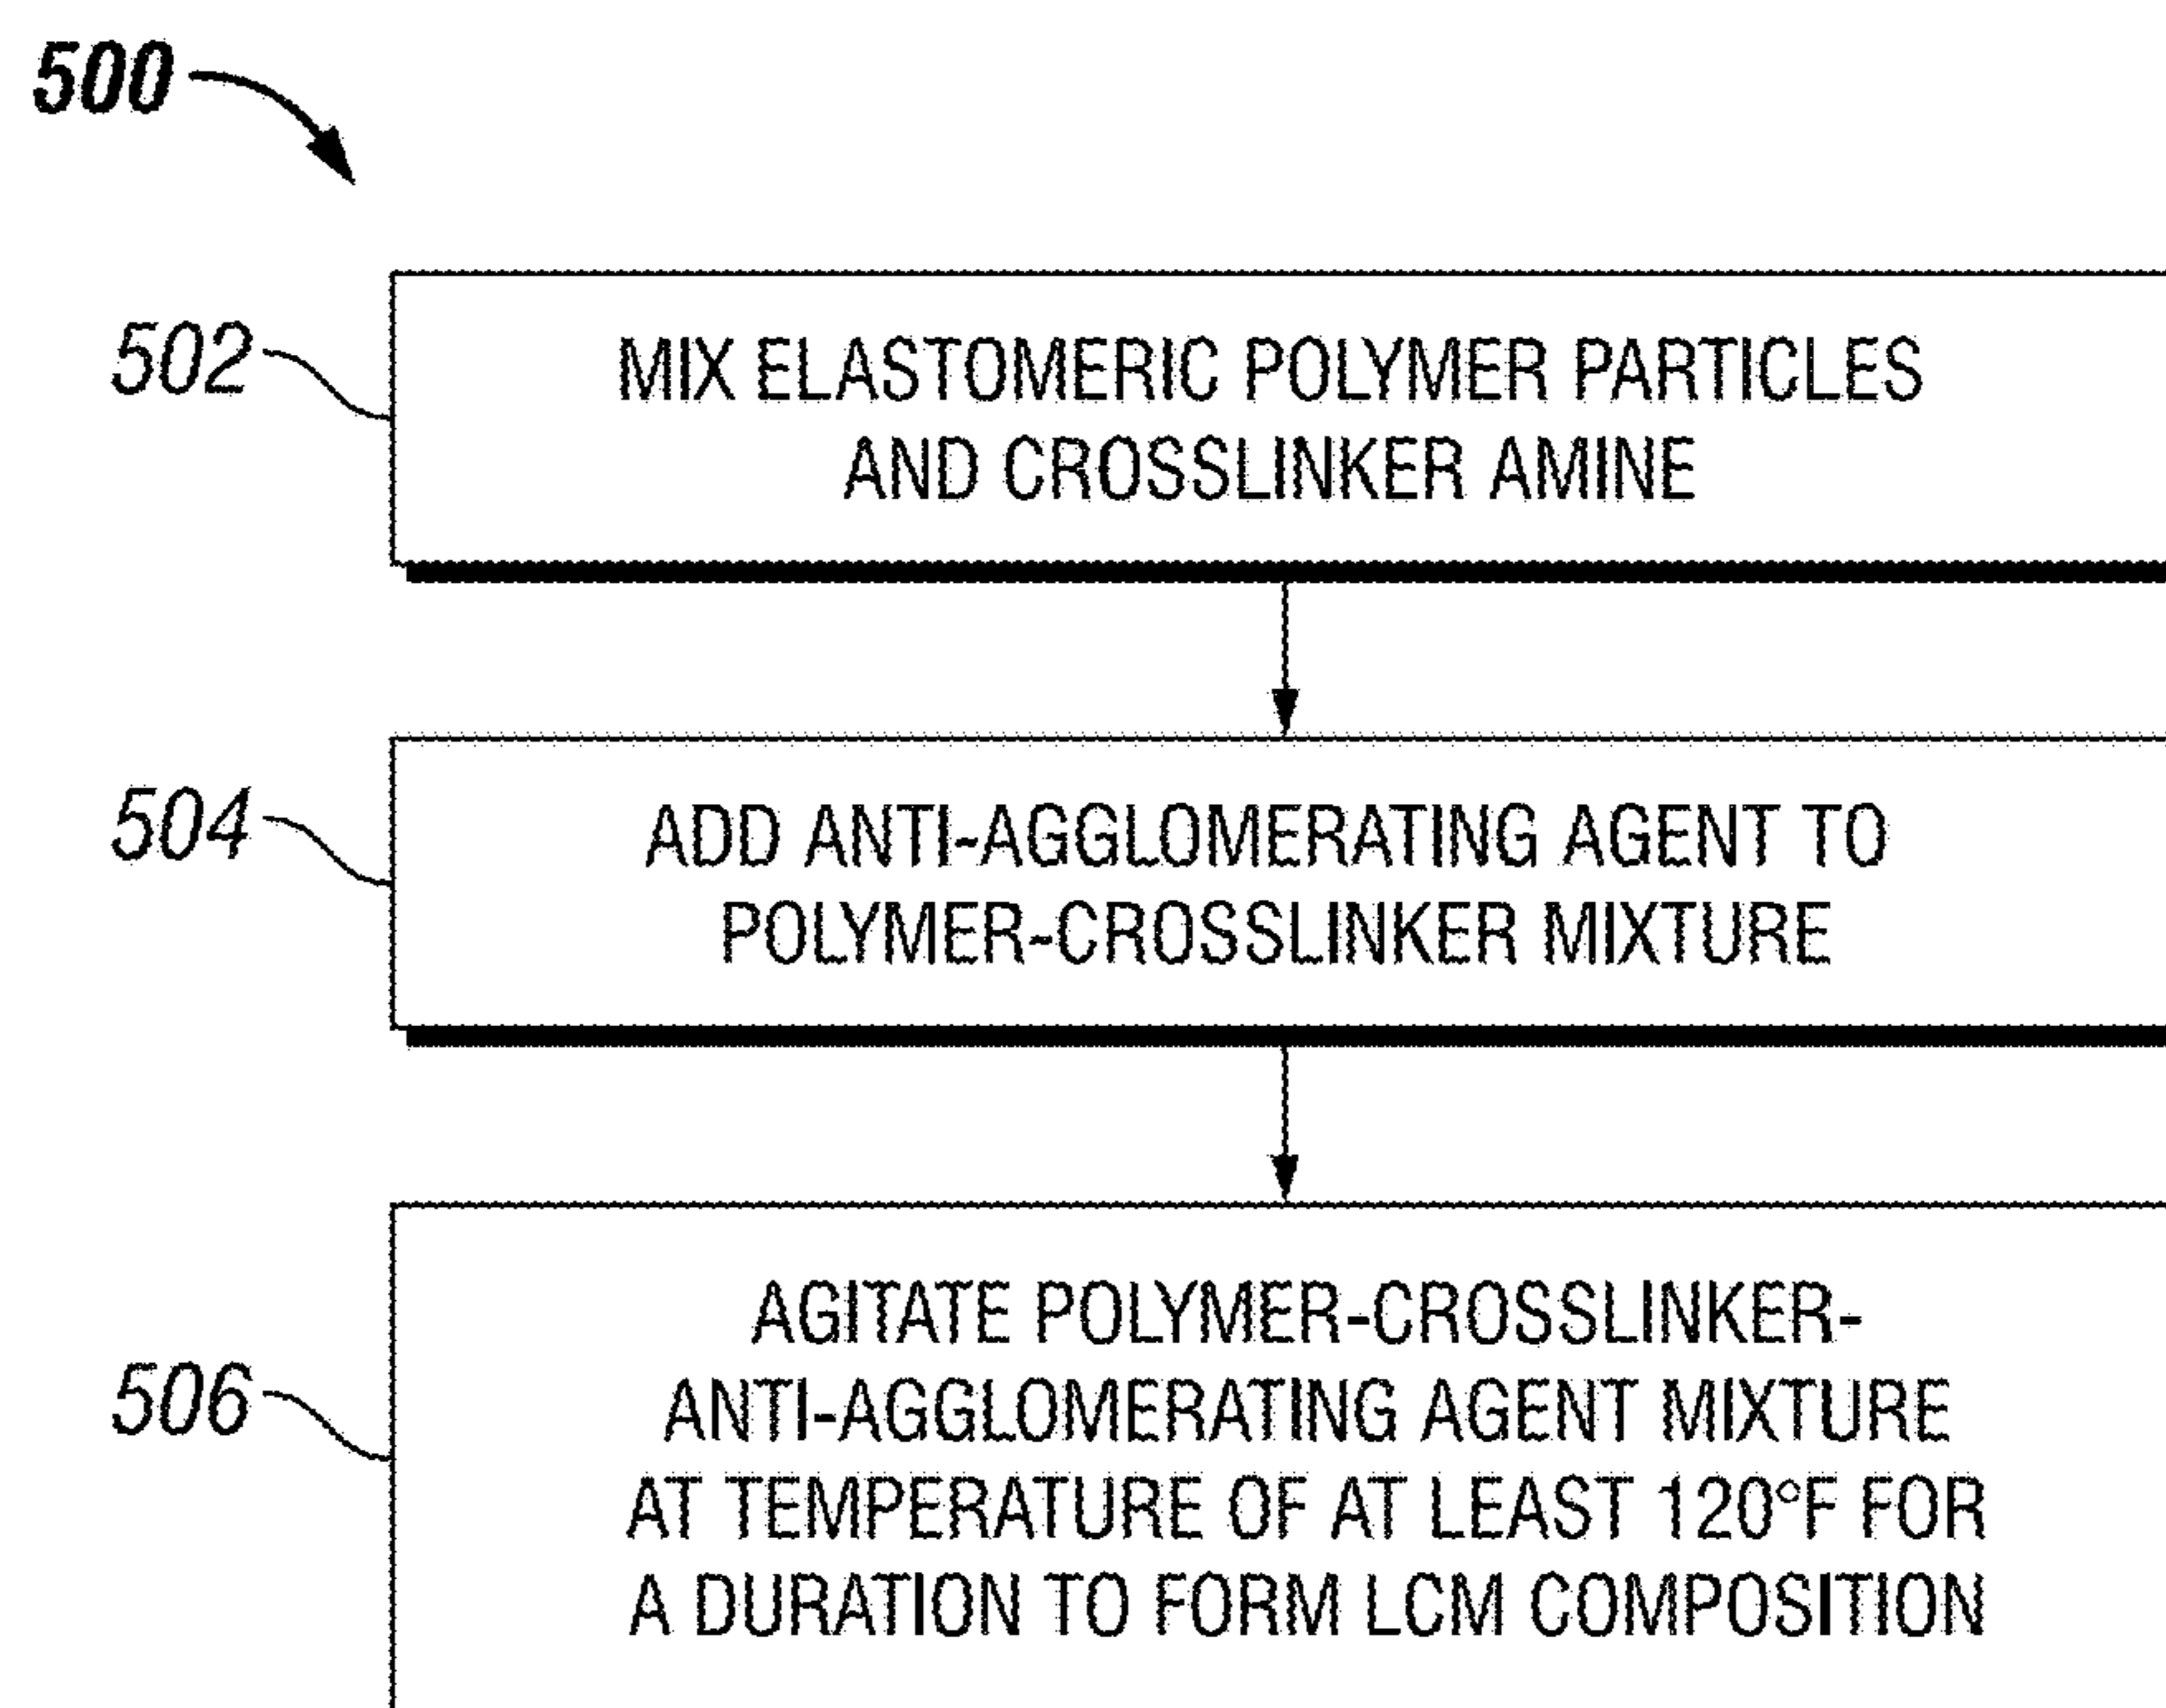 500
502
MIX ELASTOMERIC POLYMER PARTICLES
AND CROSSLINKER AMINE
504
ADD ANTI-AGGLOMERATING AGENT TO
POLYMER-CROSSLINKER MIXTURE
506
AGITATE POLYMER-CROSSLINKER-
ANTI-AGGLOMERATING AGENT MIXTURE
AT TEMPERATURE OF AT LEAST 120°F FOR
A DURATION TO FORM LCM COMPOSITION